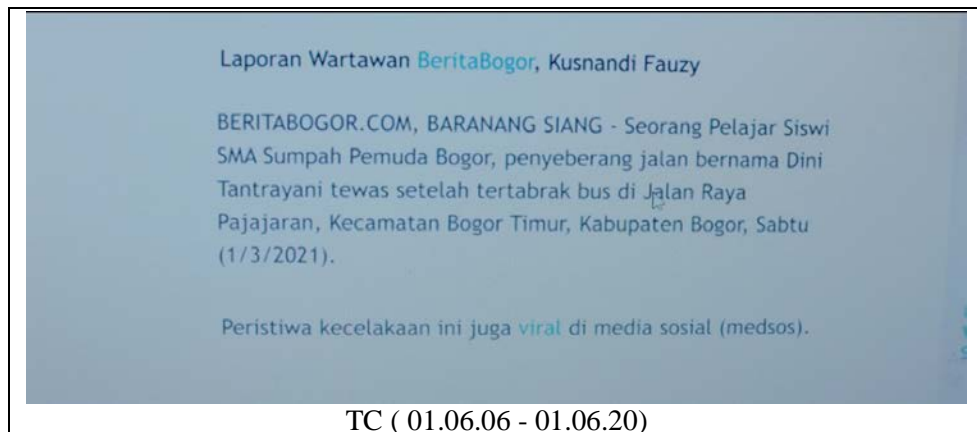 Laporan Wartawan BeritaBogor, Kusnandi Fauzy
BERITABOGOR.COM, BARANANG SIANG - Seorang Pelajar Siswi
SMA Sumpah Pemuda Bogor, penyeberang jalan bernama Dini
Tantrayani tewas setelah tertabrak bus di Jalan Raya
Pajajaran, Kecamatan Bogor Timur, Kabupaten Bogor, Sabtu
(1/3/2021).
Peristiwa kecelakaan ini juga viral di media sosial (medsos).
TC ( 01.06.06 - 01.06.20)